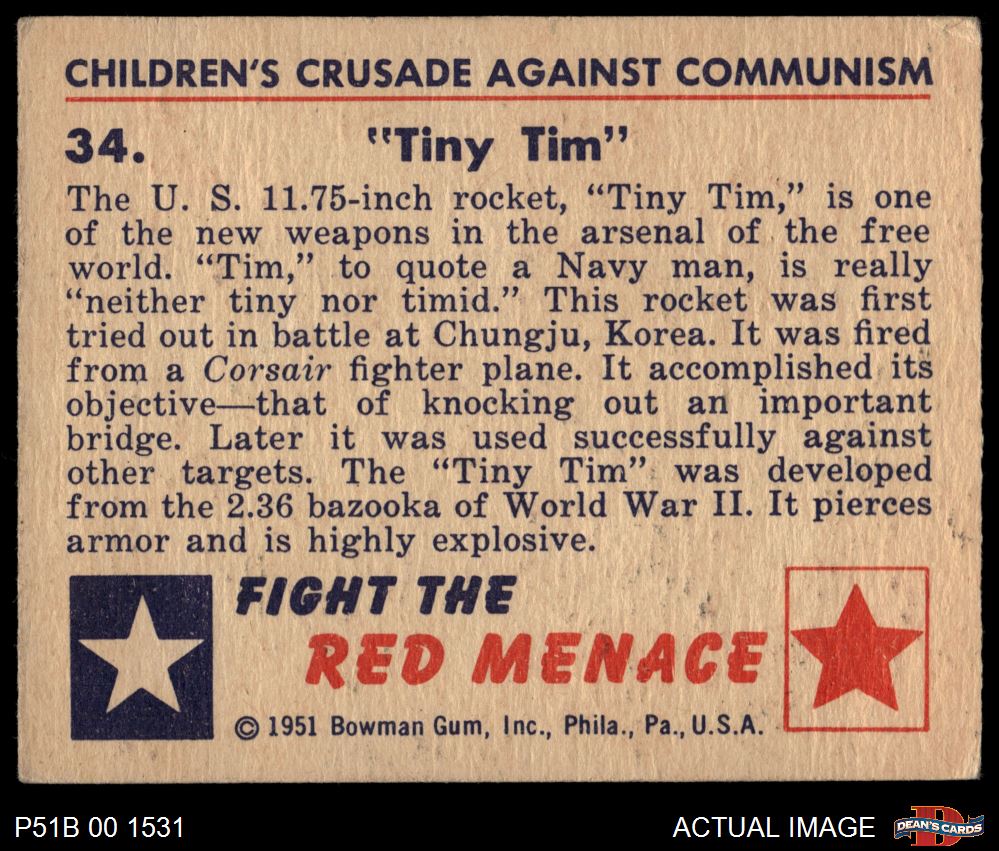 CHILDREN'S CRUSADE AGAINST COMMUNISM
34. "Tiny Tim"
The U. S. 11.75-inch rocket, "Tiny Tim," is one
of the new weapons in the arsenal of the free
world. "Tim," to quote a Navy man, is really
"neither tiny nor timid." This rocket was first
tried out in battle at Chungju, Korea. It was fired
from a Corsair fighter plane. It accomplished its
objective—that of knocking out an important
bridge. Later it was used successfully against
other targets. The "Tiny Tim" was developed
from the 2.36 bazooka of World War II. It pierces
armor and is highly explosive.
FIGHT THE
RED MENACE
© 1951 Bowman Gum, Inc., Phila., Pa., U.S.A.
P51B 00 1531
ACTUAL IMAGE
D
DEAN'S CARDS